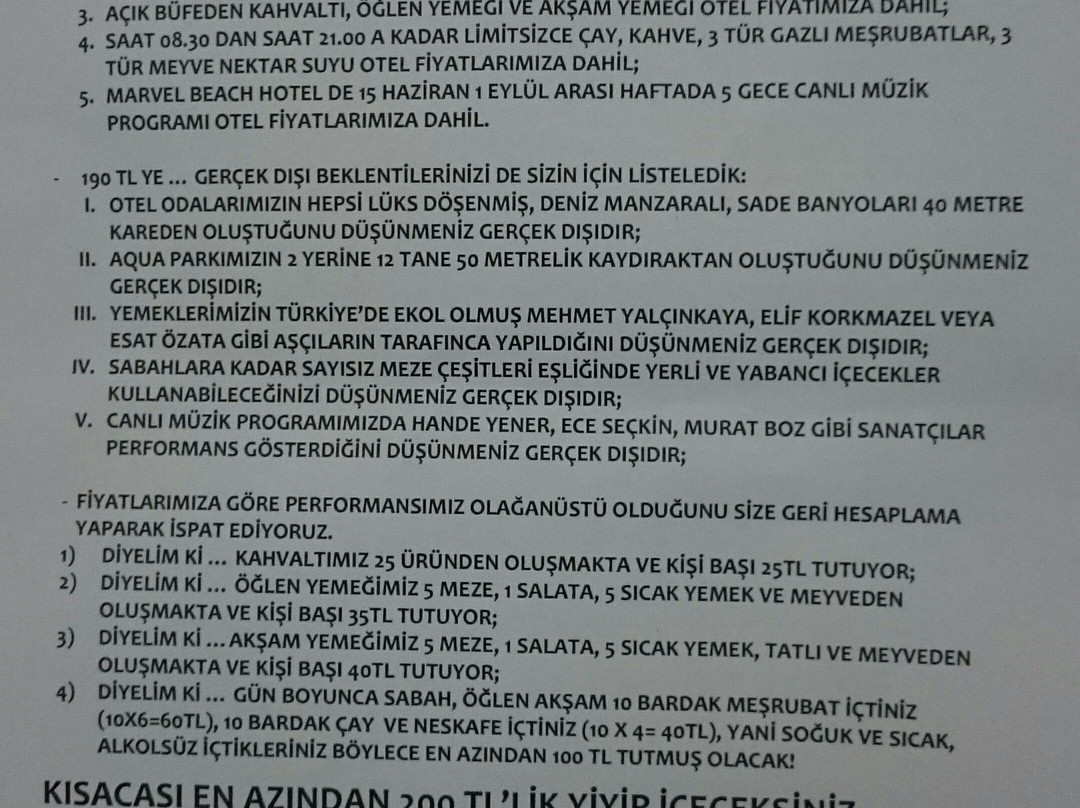 3. AÇIK BÜFEDEN KAHVALTI, ÖĞLEN YEMEĞİ VE AKŞAM YEMEĞİ OTEL FİYATIMIZA DAHİL;
4. SAAT 08.30 DAN SAAT 21.00 A KADAR LİMİTSİZCE ÇAY, KAHVE, 3 TÜR GAZLI MEŞRUBATLAR, 3
TÜR MEYVE NEKTAR SUYU OTEL FİYATLARIMIZA DAHİL;
5. MARVEL BEACH HOTEL DE 15 HAZİRAN 1 EYLÜL ARASI HAFTADA 5 GECE CANLI MÜZİK
PROGRAMI OTEL FİYATLARIMIZA DAHİL.
- 190 TL YE ... GERÇEK DIŞI BEKLENTİLERİNİZİ DE SİZİN İÇİN LİSTELEDİK:
I. OTEL ODALARIMIZIN HEPSİ LÜKS DÖŞENMİŞ, DENİZ MANZARALI, SADE BANYOLARI 40 METRE
KAREDEN OLUŞTUĞUNU DÜŞÜNMENİZ GERÇEK DIŞIDIR;
II. AQUA PARKIMIZIN 2 YERİNE 12 TANE 50 METRELİK KAYDIRAKTAN OLUŞTUĞUNU DÜŞÜNMENİZ
GERÇEK DIŞIDIR;
III. YEMEKLERİMİZİN TÜRKİYE'DE EKOL OLMUŞ MEHMET YALÇINKAYA, ELİF KORKMAZEL VEYA
ESAT ÖZATA GİBİ AŞÇILARIN TARAFINCA YAPILDIĞINI DÜŞÜNMENİZ GERÇEK DIŞIDIR;
IV. SABAHLARA KADAR SAYISIZ MEZE ÇEŞİTLERİ EŞLİĞİNDE YERLİ VE YABANCI İÇECEKLER
KULLANABİLECEĞİNİZİ DÜŞÜNMENİZ GERÇEK DIŞIDIR;
V. CANLI MÜZİK PROGRAMIMIZDA HANDE YENER, ECE SEÇKİN, MURAT BOZ GİBİ SANATÇILAR
PERFORMANS GÖSTERDİĞİNİ DÜŞÜNMENİZ GERÇEK DIŞIDIR;
- FİYATLARIMIZA GÖRE PERFORMANSIMIZ OLAĞANÜSTÜ OLDUĞUNU SİZE GERİ HESAPLAMA
YAPARAK İSPAT EDİYORUZ.
1) DİYELİM Kİ ... KAHVALTIMIZ 25 ÜRÜNDEN OLUŞMAKTA VE KİŞİ BAŞI 25TL TUTUYOR;
2) DİYELİM Kİ ... ÖĞLEN YEMEĞİMİZ 5 MEZE, 1 SALATA, 5 SICAK YEMEK VE MEYVEDEN
OLUŞMAKTA VE KİŞİ BAŞI 35TL TUTUYOR;
3) DİYELİM Kİ ... AKŞAM YEMEĞİMİZ 5 MEZE, 1 SALATA, 5 SICAK YEMEK, TATLI VE MEYVEDEN
OLUŞMAKTA VE KİŞİ BAŞI 40TL TUTUYOR;
4) DİYELİM Kİ ... GÜN BOYUNCA SABAH, ÖĞLEN AKŞAM 10 BARDAK MEŞRUBAT İÇTİNİZ
(10X6=60TL), 10 BARDAK ÇAY VE NESKAFE İÇTİNİZ (10 X 4= 40TL), YANİ SOĞUK VE SICAK,
ALKOLSÜZ İÇTİKLERİNİZ BÖYLECE EN AZINDAN 100 TL TUTMUŞ OLACAK!
KISACASI EN AZINDAN 200 TL'LİK YİYİP İÇECEKSİNİZ